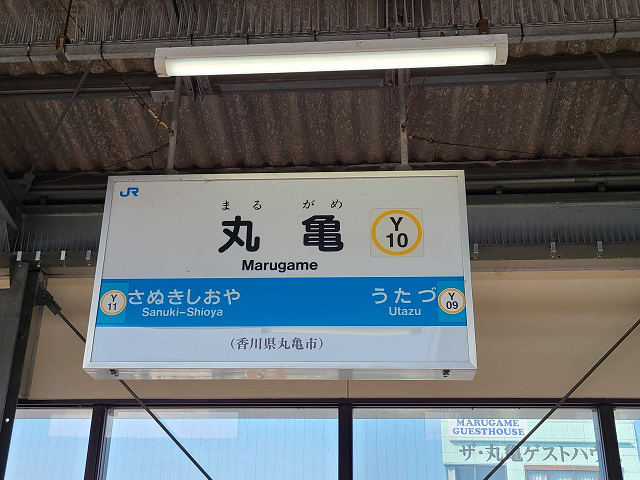 JR
まるがめ
丸亀
Y
10
Marugame
Y
11
さぬきしおや
Sanuki-Shioya
うたづ
Utazu
Y
09
(香川県丸亀市)
MARUGAME
GUESTHOUSE
ザ・丸亀ゲストハウ